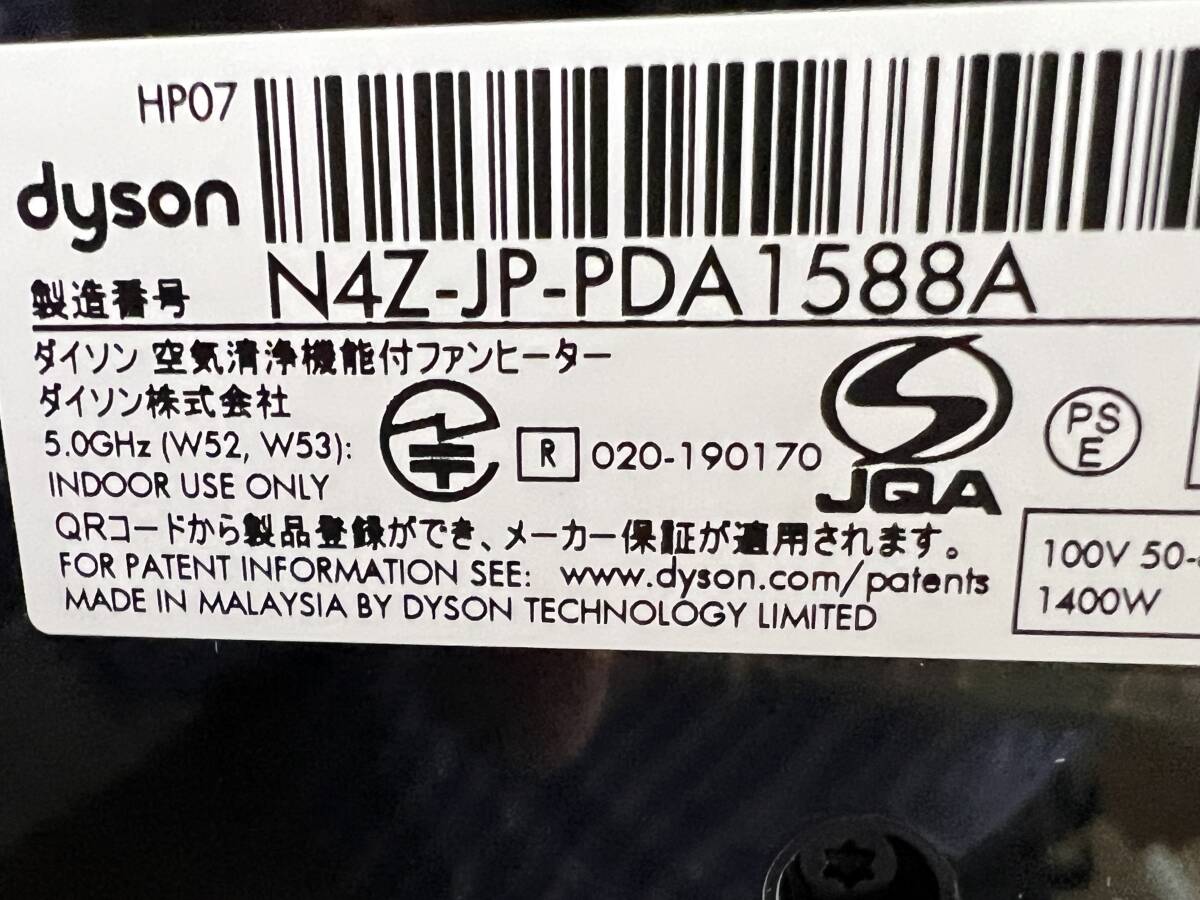 HP07
dyson
製造番号 N4Z-JP-PDA1588A
ダイソン 空気清浄機能付ファンヒーター
ダイソン株式会社
5.0GHz (W52, W53):
INDOOR USE ONLY
R 020-190170
JQA
PS
E
QRコードから製品登録ができ、メーカー保証が適用されます。
FOR PATENT INFORMATION SEE: www.dyson.com/patents
MADE IN MALAYSIA BY DYSON TECHNOLOGY LIMITED
100V 50-
1400W